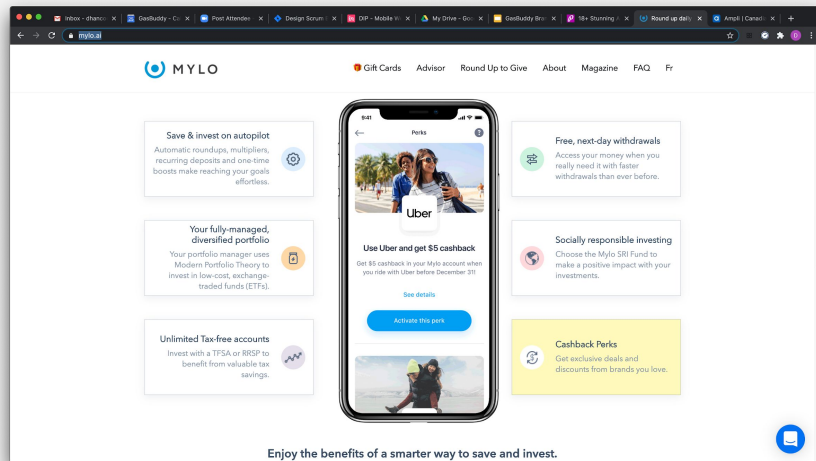 Inbox - dhance
GasBuddy - Ca
Post Attendee
Design Scrum
DIP - Mobile W
My Drive - Goo
GasBuddy Bran
18+ Stunning A
Round up daily
Ampli | Canada
mylo.ai
MYLO
Gift Cards
Advisor
Round Up to Give
About
Magazine
FAQ
Fr
Save & invest on autopilot
Automatic roundups, multipliers,
recurring deposits and one-time
boosts make reaching your goals
effortless.
Your fully-managed,
diversified portfolio
Your portfolio manager uses
Modern Portfolio Theory to
invest in low-cost, exchange-
traded funds (ETFs).
Unlimited Tax-free accounts
Invest with a TFSA or RRSP to
benefit from valuable tax
savings.
9:41
Perks
?
Uber
Use Uber and get $5 cashback
Get $5 cashback in your Mylo account when
you ride with Uber before December 31!
See details
Activate this perk
Free, next-day withdrawals
Access your money when you
really need it with faster
withdrawals than ever before.
Socially responsible investing
Choose the Mylo SRI Fund to
make a positive impact with your
investments.
Cashback Perks
Get exclusive deals and
discounts from brands you love.
Enjoy the benefits of a smarter way to save and invest.